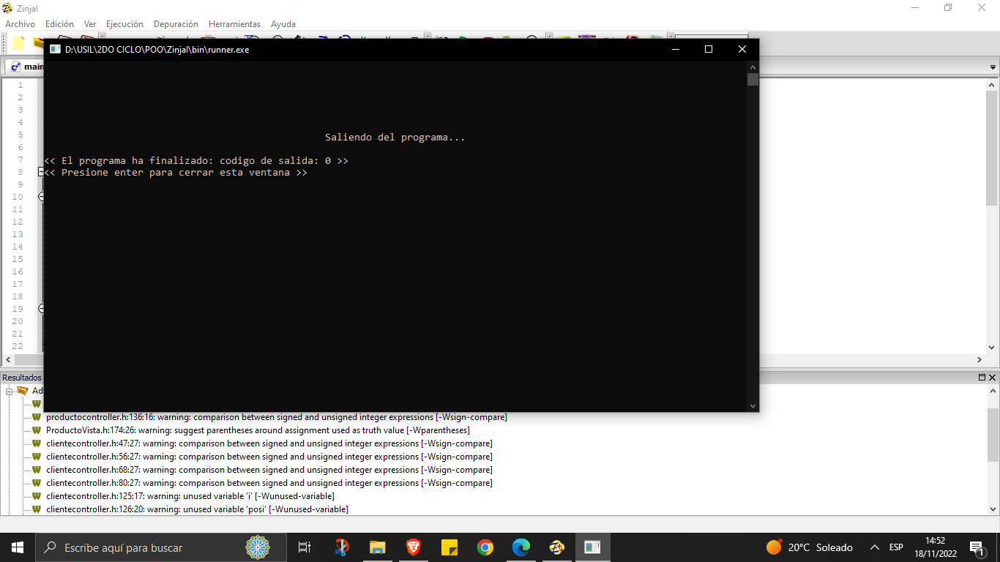 Zinjal
Archivo Edición Ver Ejecución Depuración Herramientas Ayuda
D:\USIL\2DO CICLO\POO\Zinjal\bin\runner.exe
main
1
2
3
4
5
6
7
8
9
10
11
12
13
14
15
16
17
18
19
20
21
22
Saliendo del programa...
<< El programa ha finalizado: codigo de salida: 0 >>
<< Presione enter para cerrar esta ventana >>
Resultados
productocontroller.h:136:16: warning: comparison between signed and unsigned integer expressions [-Wsign-compare]
ProductoVista.h:174:26: warning: suggest parentheses around assignment used as truth value [-Wparentheses]
clientecontroller.h:47:27: warning: comparison between signed and unsigned integer expressions [-Wsign-compare]
clientecontroller.h:56:27: warning: comparison between signed and unsigned integer expressions [-Wsign-compare]
clientecontroller.h:68:27: warning: comparison between signed and unsigned integer expressions [-Wsign-compare]
clientecontroller.h:80:27: warning: comparison between signed and unsigned integer expressions [-Wsign-compare]
clientecontroller.h:125:17: warning: unused variable 'i' [-Wunused-variable]
clientecontroller.h:126:20: warning: unused variable 'posi' [-Wunused-variable]
Escribe aquí para buscar
20°C Soleado
ESP
14:52
18/11/2022
1